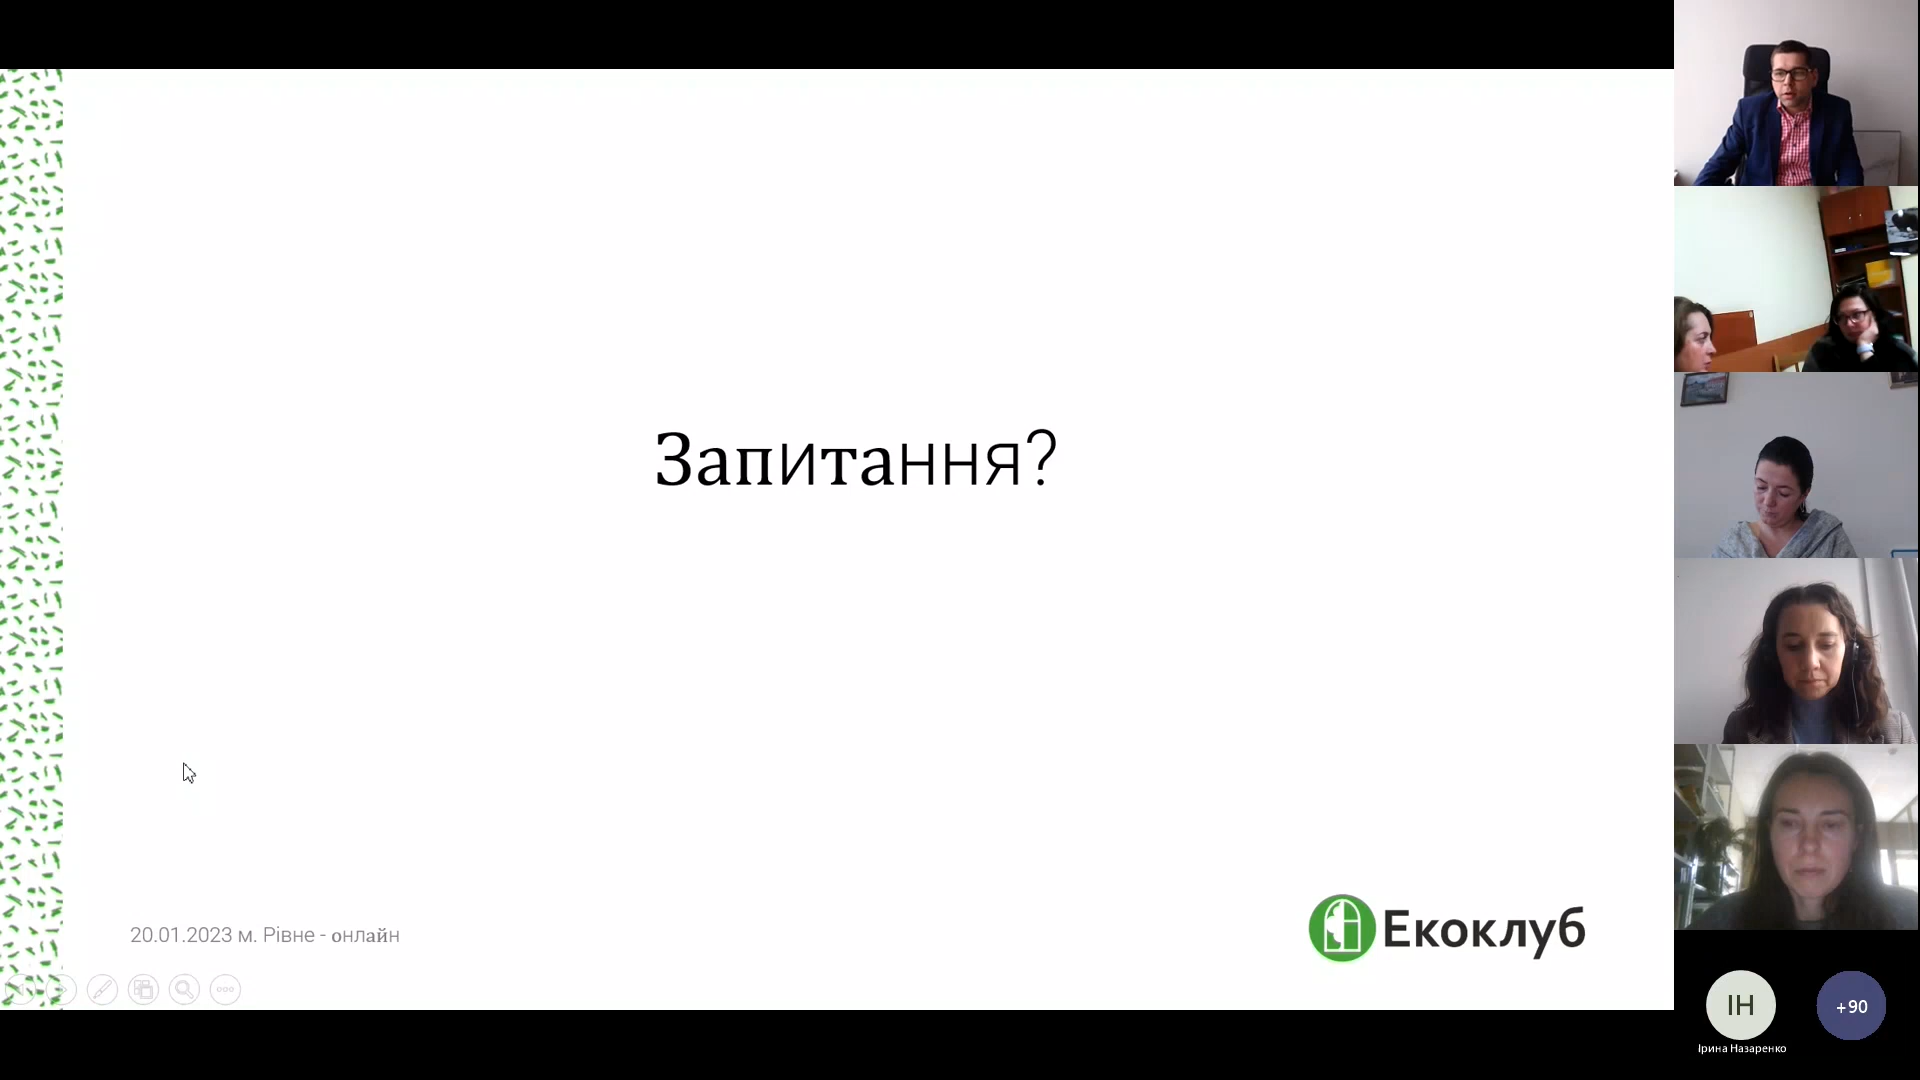 Запитання?
20.01.2023 м. Рівне - онлайн
Екоклуб
ІН
+90
Ірина Назаренко